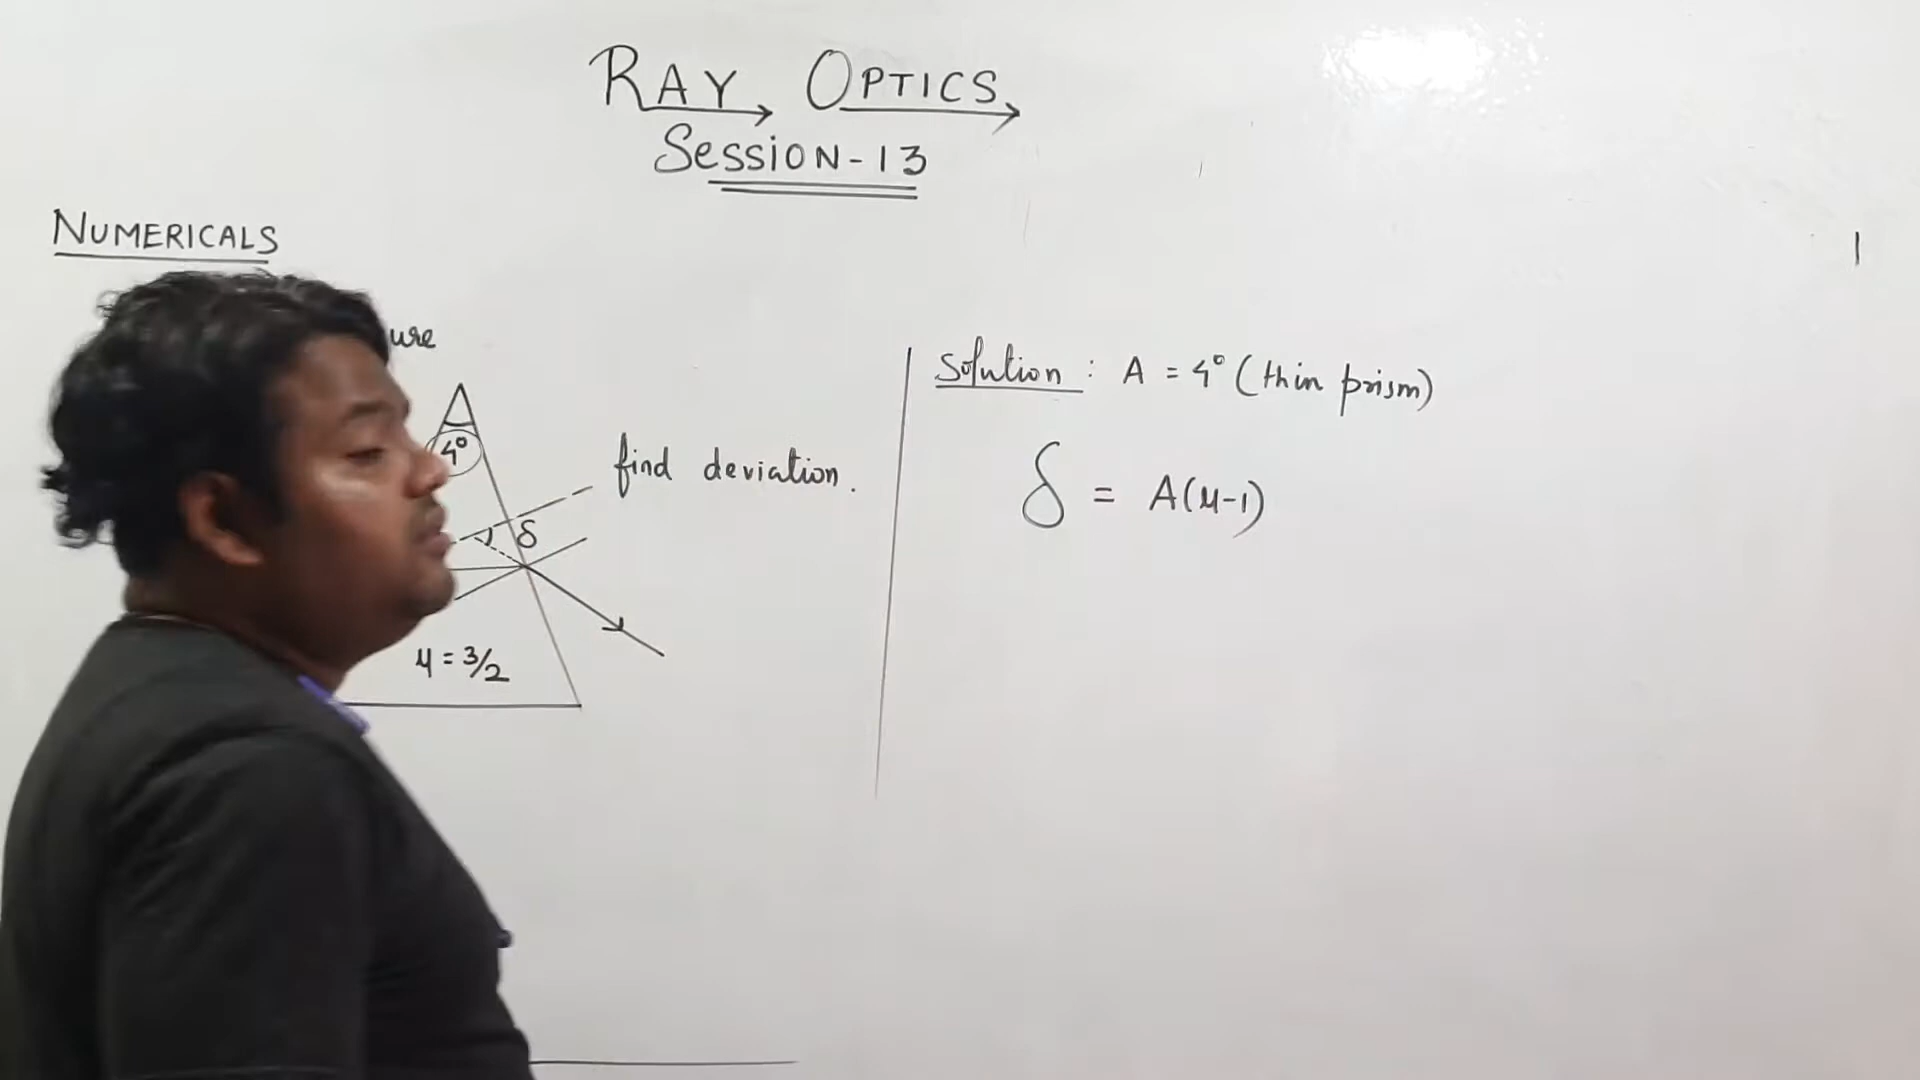 RAY OPTICS
SESSION-13
NUMERICALS
ure
4°
find deviation.
δ
μ = 3/2
Solution : A = 4° (thin prism)
δ = A(μ-1)